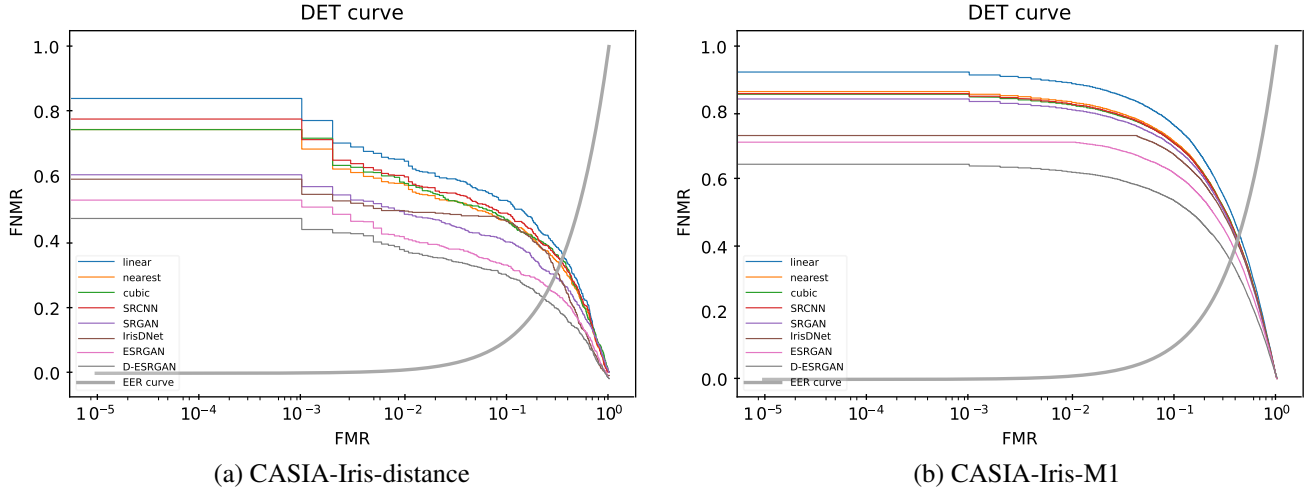 DET curve
FNMR
1.0
0.8
0.6
0.4
0.2
0.0
linear
nearest
cubic
SRCNN
SRGAN
IrisDNet
ESRGAN
D-ESRGAN
EER curve
10⁻⁵
10⁻⁴
10⁻³
10⁻²
10⁻¹
10⁰
FMR
(a) CASIA-Iris-distance
DET curve
FNMR
1.0
0.8
0.6
0.4
0.2
0.0
linear
nearest
cubic
SRCNN
SRGAN
IrisDNet
ESRGAN
D-ESRGAN
EER curve
10⁻⁵
10⁻⁴
10⁻³
10⁻²
10⁻¹
10⁰
FMR
(b) CASIA-Iris-M1